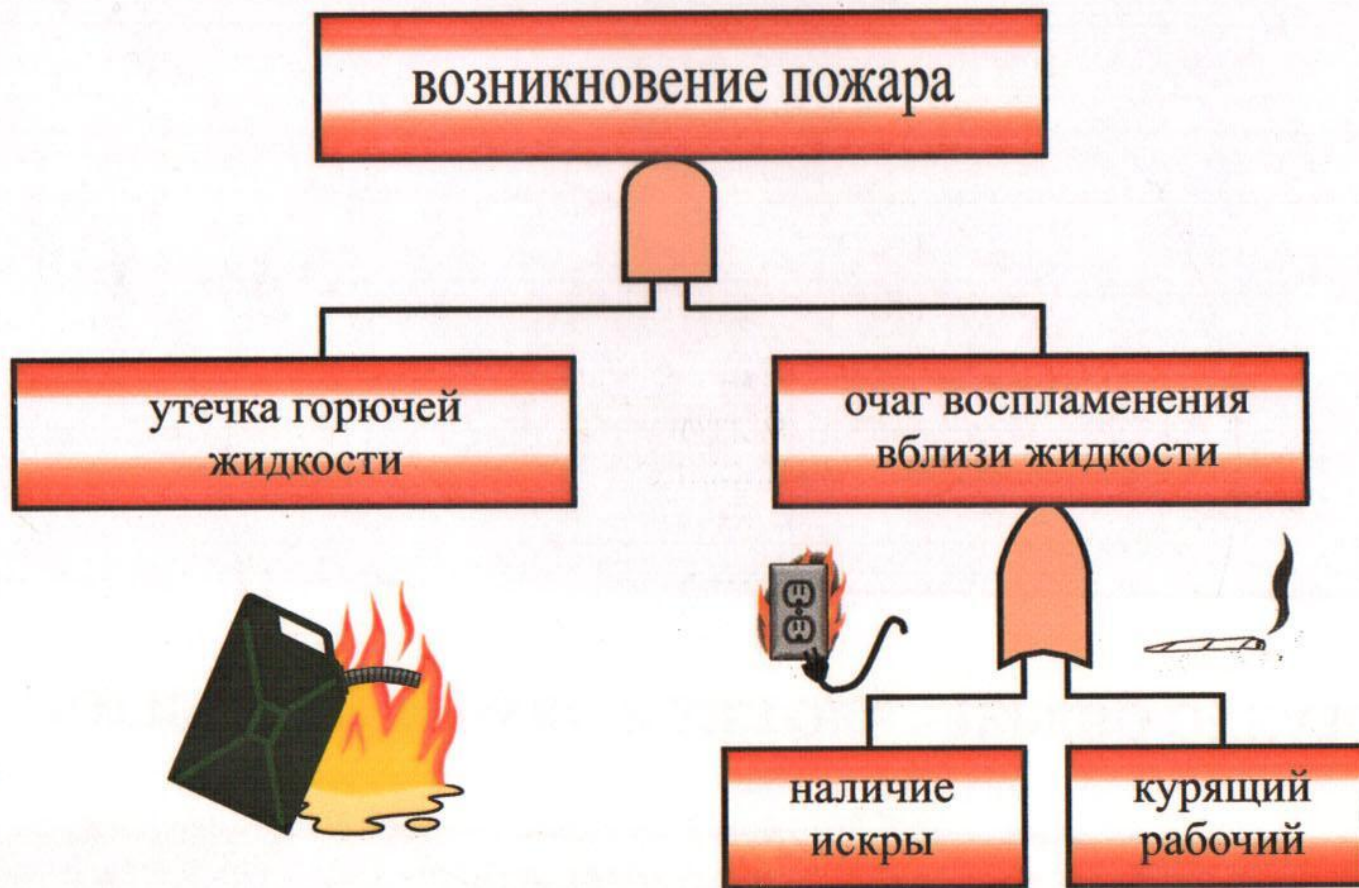 возникновение пожара
утечка горючей
жидкости
очаг воспламенения
вблизи жидкости
наличие
искры
курящий
рабочий